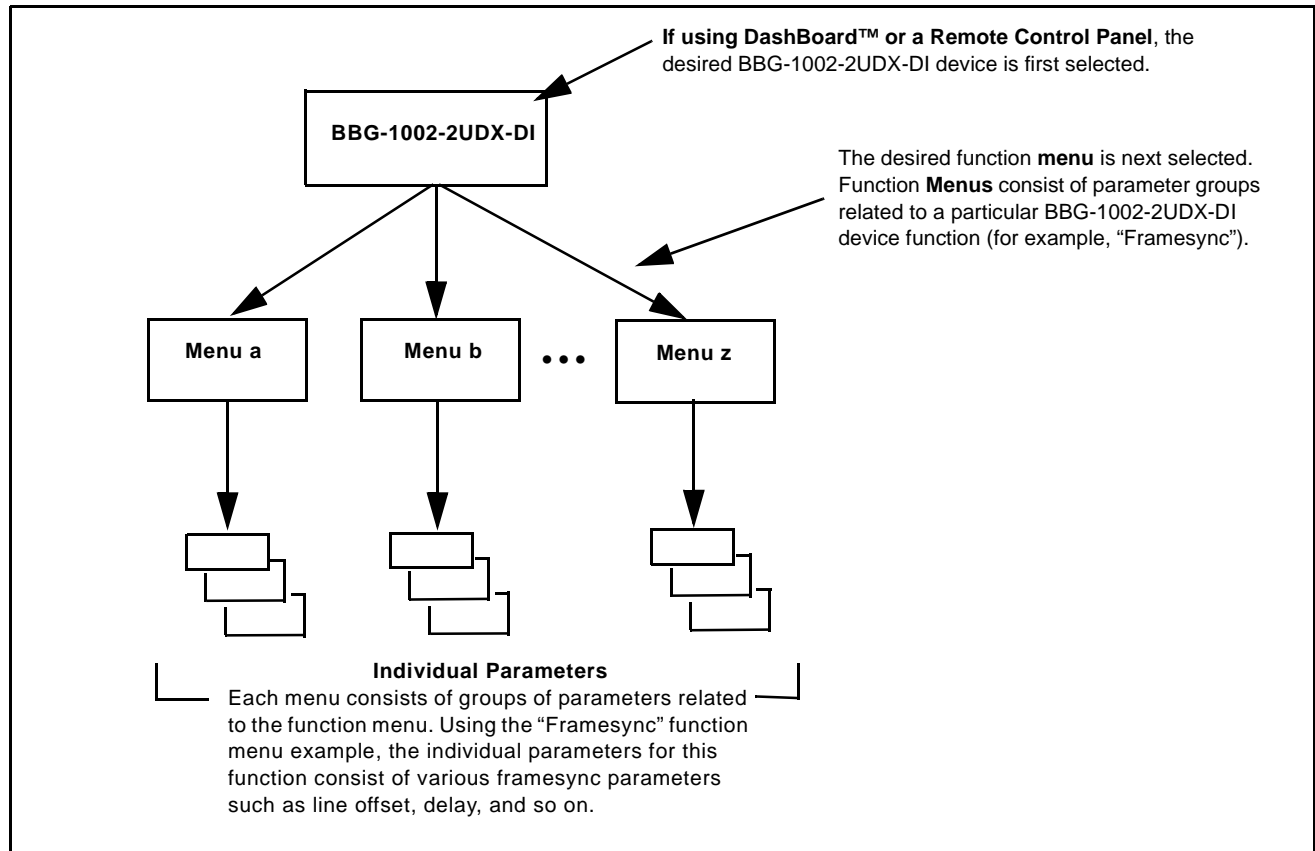 If using DashBoard™ or a Remote Control Panel, the
desired BBG-1002-2UDX-DI device is first selected.
BBG-1002-2UDX-DI
The desired function menu is next selected.
Function Menus consist of parameter groups
related to a particular BBG-1002-2UDX-DI
device function (for example, “Framesync”).
Menu a
Menu b
•••
Menu z
Individual Parameters
Each menu consists of groups of parameters related
to the function menu. Using the “Framesync” function
menu example, the individual parameters for this
function consist of various framesync parameters
such as line offset, delay, and so on.